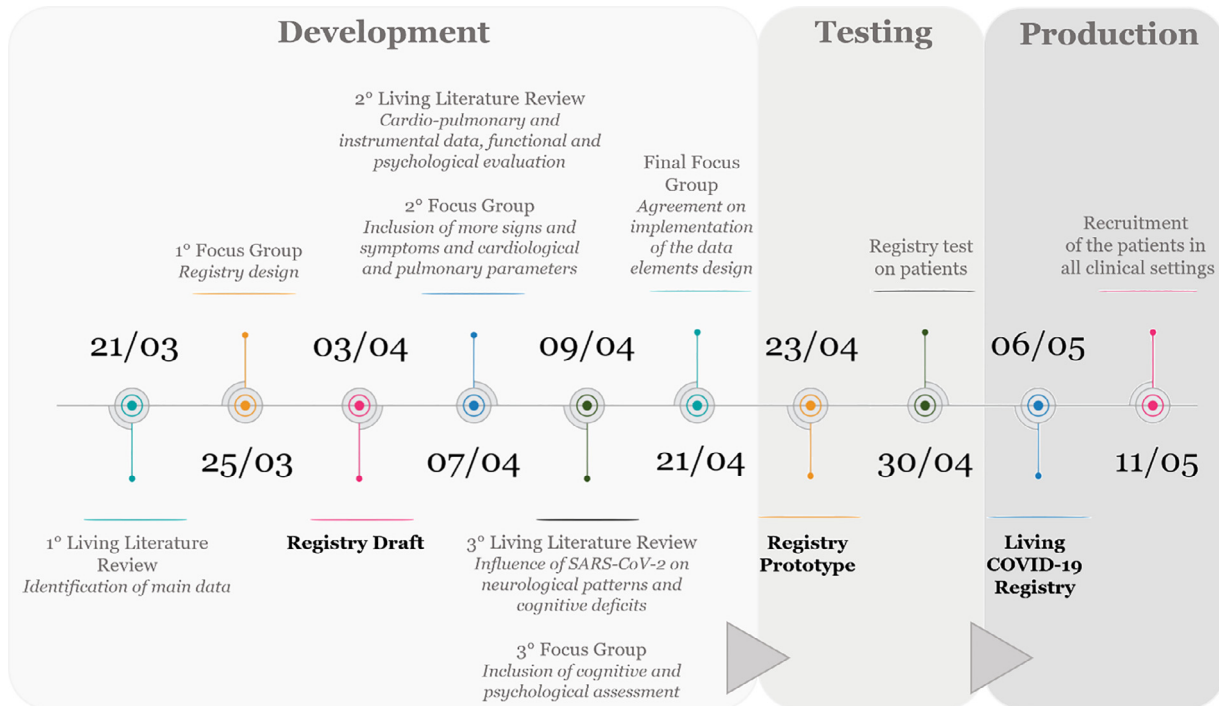 Development
Testing
Production
2° Living Literature Review
Cardio-pulmonary and
instrumental data, functional and
psychological evaluation
2° Focus Group
Inclusion of more signs and
symptoms and cardiological
and pulmonary parameters
1° Focus Group
Registry design
Final Focus
Group
Agreement on
implementation
of the data
elements design
Registry test
on patients
Recruitment
of the patients in
all clinical settings
21/03
03/04
09/04
23/04
06/05
25/03
07/04
21/04
30/04
11/05
1° Living Literature
Review
Identification of main data
Registry Draft
3° Living Literature Review
Influence of SARS-CoV-2 on
neurological patterns and
cognitive deficits
3° Focus Group
Inclusion of cognitive and
psychological assessment
Registry
Prototype
Living
COVID-19
Registry